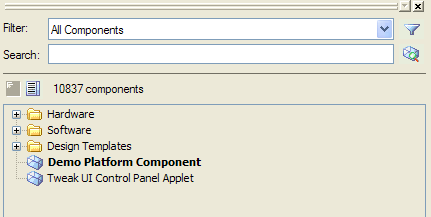 Filter: All Components
Search:
10837 components
Hardware
Software
Design Templates
Demo Platform Component
Tweak UI Control Panel Applet